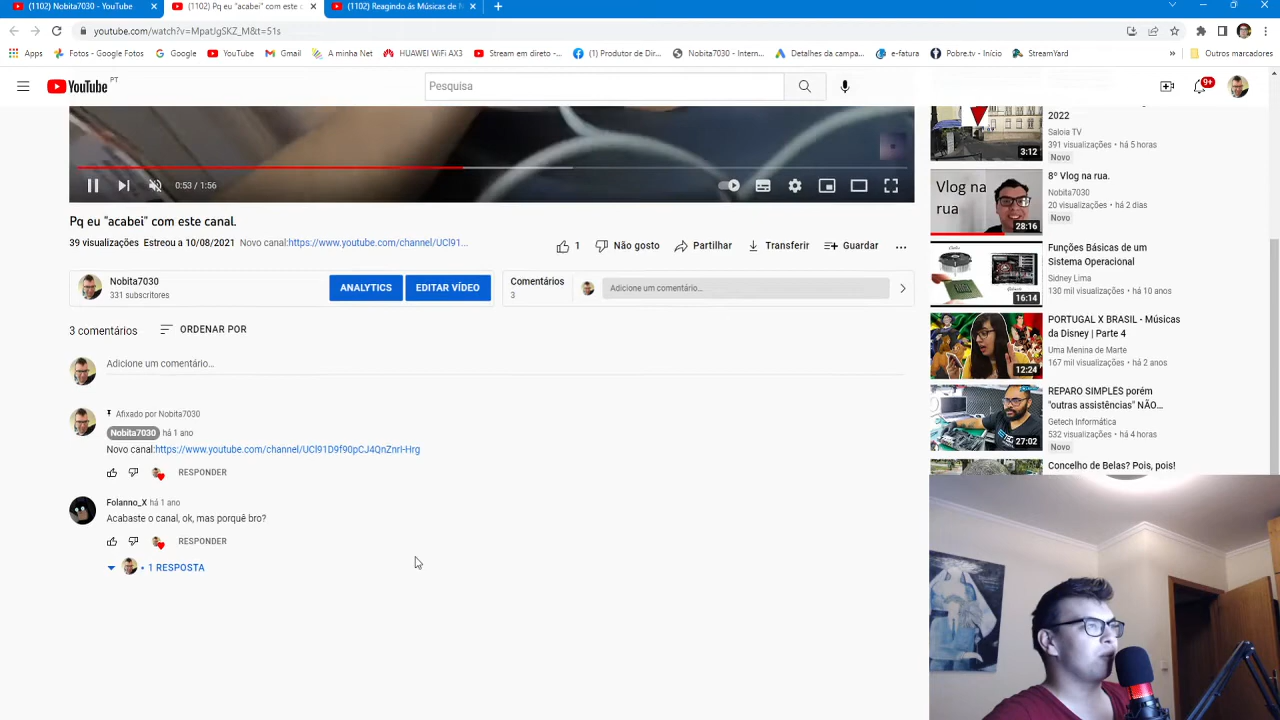 (1102) Nobita7030 - YouTube
(1102) Pq eu "acabei" com este c
(1102) Reagindo ás Músicas de N
youtube.com/watch?v=MpatJgSKZ_M&t=51s
Apps
Fotos - Google Fotos
Google
YouTube
Gmail
A minha Net
HUAWEI WiFi AX3
Stream em direto -...
(1) Produtor de Dir...
Nobita7030 - Intern...
Detalhes da campa...
e-fatura
Pobre.tv - Início
StreamYard
»
Outros marcadores
YouTube PT
Pesquisa
9+
0:53 / 1:56
Pq eu "acabei" com este canal.
39 visualizações Estreou a 10/08/2021 Novo canal:https://www.youtube.com/channel/UCl91...
1
Não gosto
Partilhar
Transferir
Guardar
...
Nobita7030
331 subscritores
ANALYTICS
EDITAR VÍDEO
Comentários
3
Adicione um comentário...
3 comentários
ORDENAR POR
Adicione um comentário...
Afixado por Nobita7030
Nobita7030 há 1 ano
Novo canal:https://www.youtube.com/channel/UCl91D9f90pCJ4QnZnrI-Hrg
RESPONDER
Folanno_X há 1 ano
Acabaste o canal, ok, mas porquê bro?
RESPONDER
• 1 RESPOSTA
2022
Saloia TV
391 visualizações • há 5 horas
Novo
3:12
Vlog na
rua
28:16
8º Vlog na rua.
Nobita7030
20 visualizações • há 2 dias
Novo
16:14
Funções Básicas de um
Sistema Operacional
Sidney Lima
130 mil visualizações • há 10 anos
12:24
PORTUGAL X BRASIL - Músicas
da Disney | Parte 4
Uma Menina de Marte
167 mil visualizações • há 2 anos
27:02
REPARO SIMPLES porém
"outras assistências" NÃO...
Getech Informática
532 visualizações • há 4 horas
Novo
Concelho de Belas? Pois, pois!